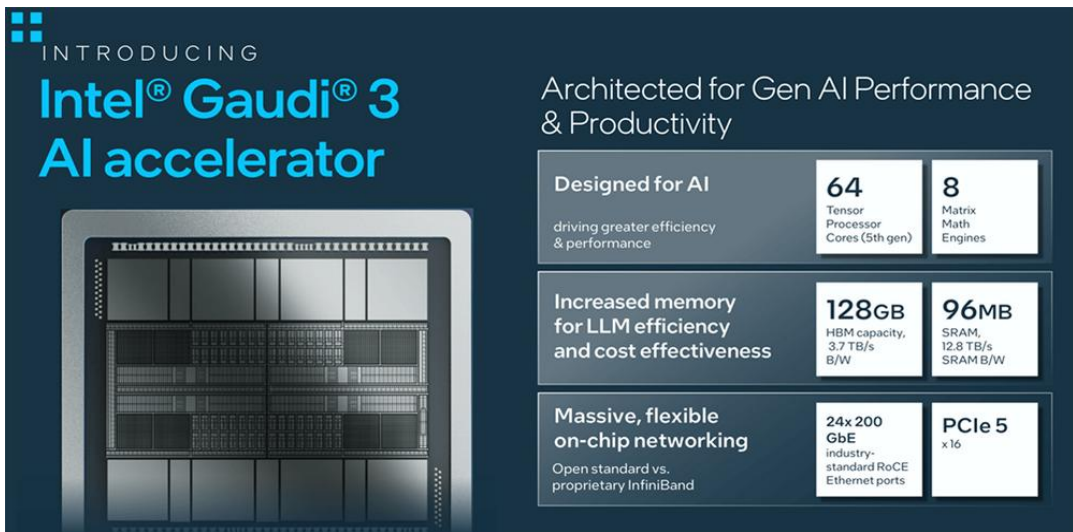 INTRODUCING
Intel® Gaudi® 3
AI accelerator
Architected for Gen AI Performance
& Productivity
Designed for AI
driving greater efficiency
& performance
64
Tensor
Processor
Cores (5th gen)
8
Matrix
Math
Engines
Increased memory
for LLM efficiency
and cost effectiveness
128GB
HBM capacity,
3.7 TB/s
B/W
96MB
SRAM,
12.8 TB/s
SRAM B/W
Massive, flexible
on-chip networking
Open standard vs.
proprietary InfiniBand
24x 200
GbE
industry-
standard RoCE
Ethernet ports
PCIe 5
x 16